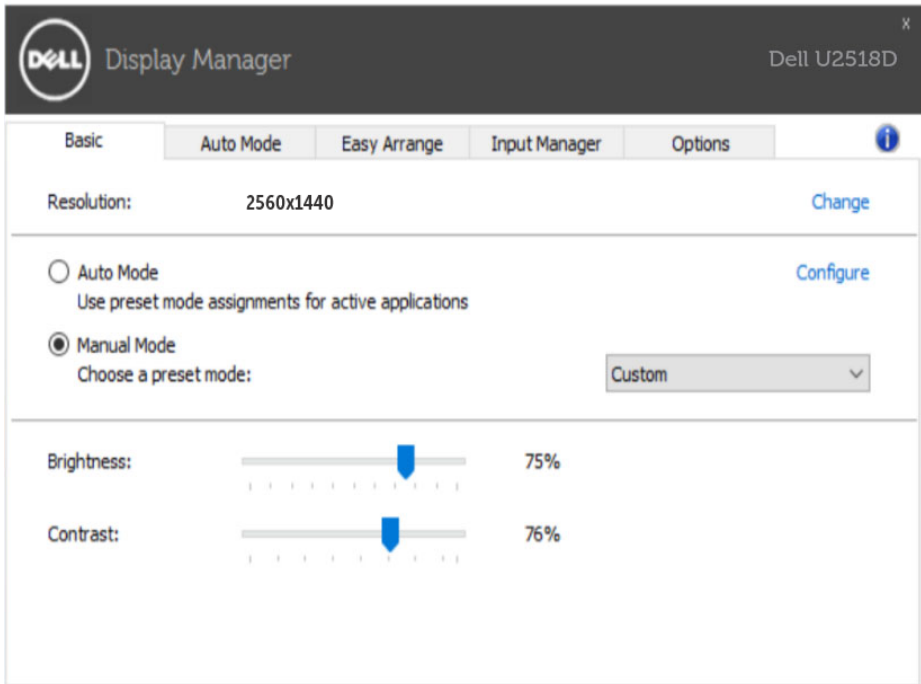 X
DELL Display Manager Dell U2518D
Basic Auto Mode Easy Arrange Input Manager Options i
Resolution: 2560x1440 Change
Auto Mode Configure
Use preset mode assignments for active applications
Manual Mode
Choose a preset mode: Custom
Brightness: 75%
Contrast: 76%